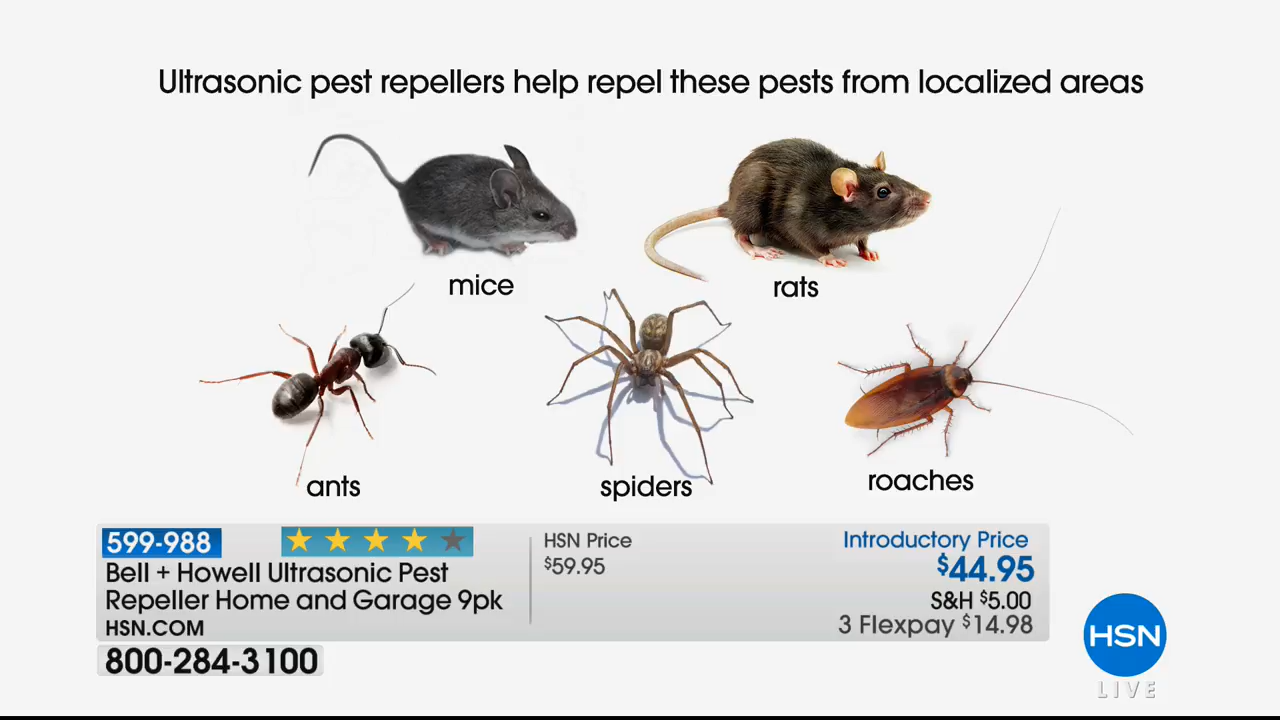 Ultrasonic pest repellers help repel these pests from localized areas
mice
rats
ants
spiders
roaches
599-988
Bell + Howell Ultrasonic Pest
Repeller Home and Garage 9pk
HSN.COM
800-284-3100
HSN Price
$59.95
Introductory Price
$44.95
S&H $5.00
3 Flexpay $14.98
HSN
LIVE